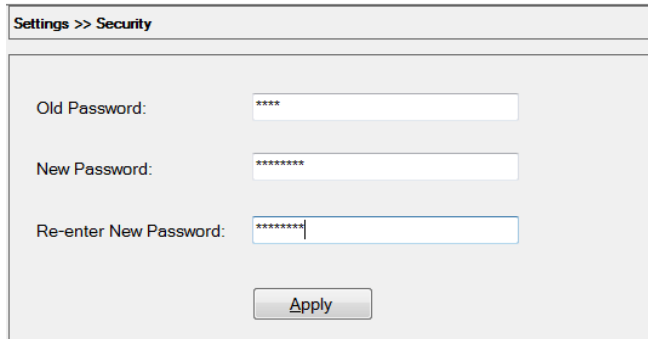 Settings >> Security
Old Password: ****
New Password: ********
Re-enter New Password: ********
Apply